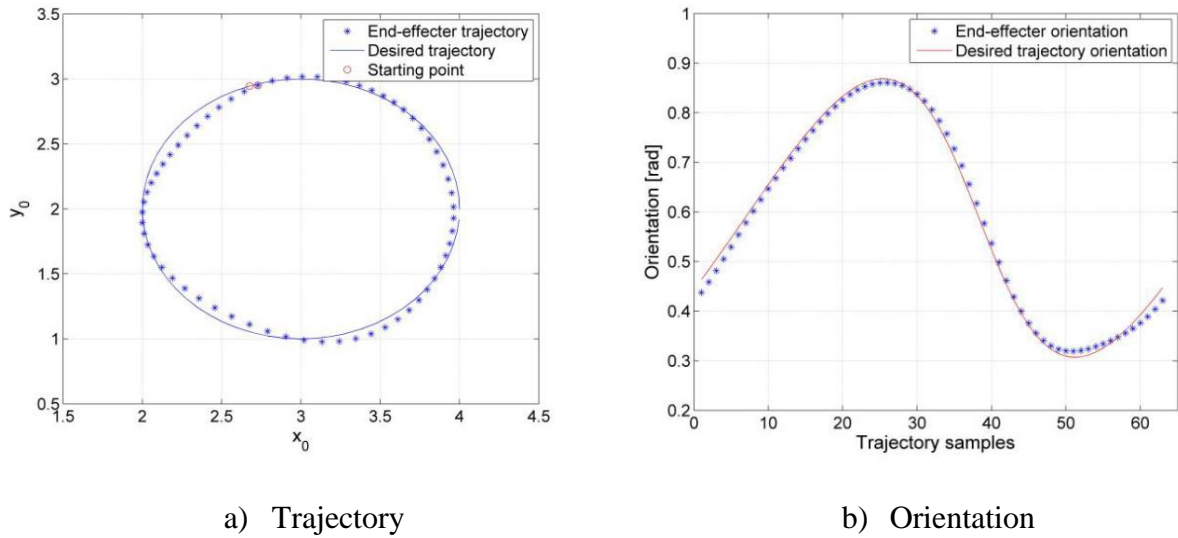 End-effecter trajectory
Desired trajectory
Starting point
3.5
3
2.5
2
1.5
1
0.5
y0
1.5 2 2.5 3 3.5 4 4.5
x0
End-effecter orientation
Desired trajectory orientation
1
0.9
0.8
0.7
0.6
0.5
0.4
0.3
0.2
Orientation [rad]
0 10 20 30 40 50 60
Trajectory samples
a) Trajectory
b) Orientation